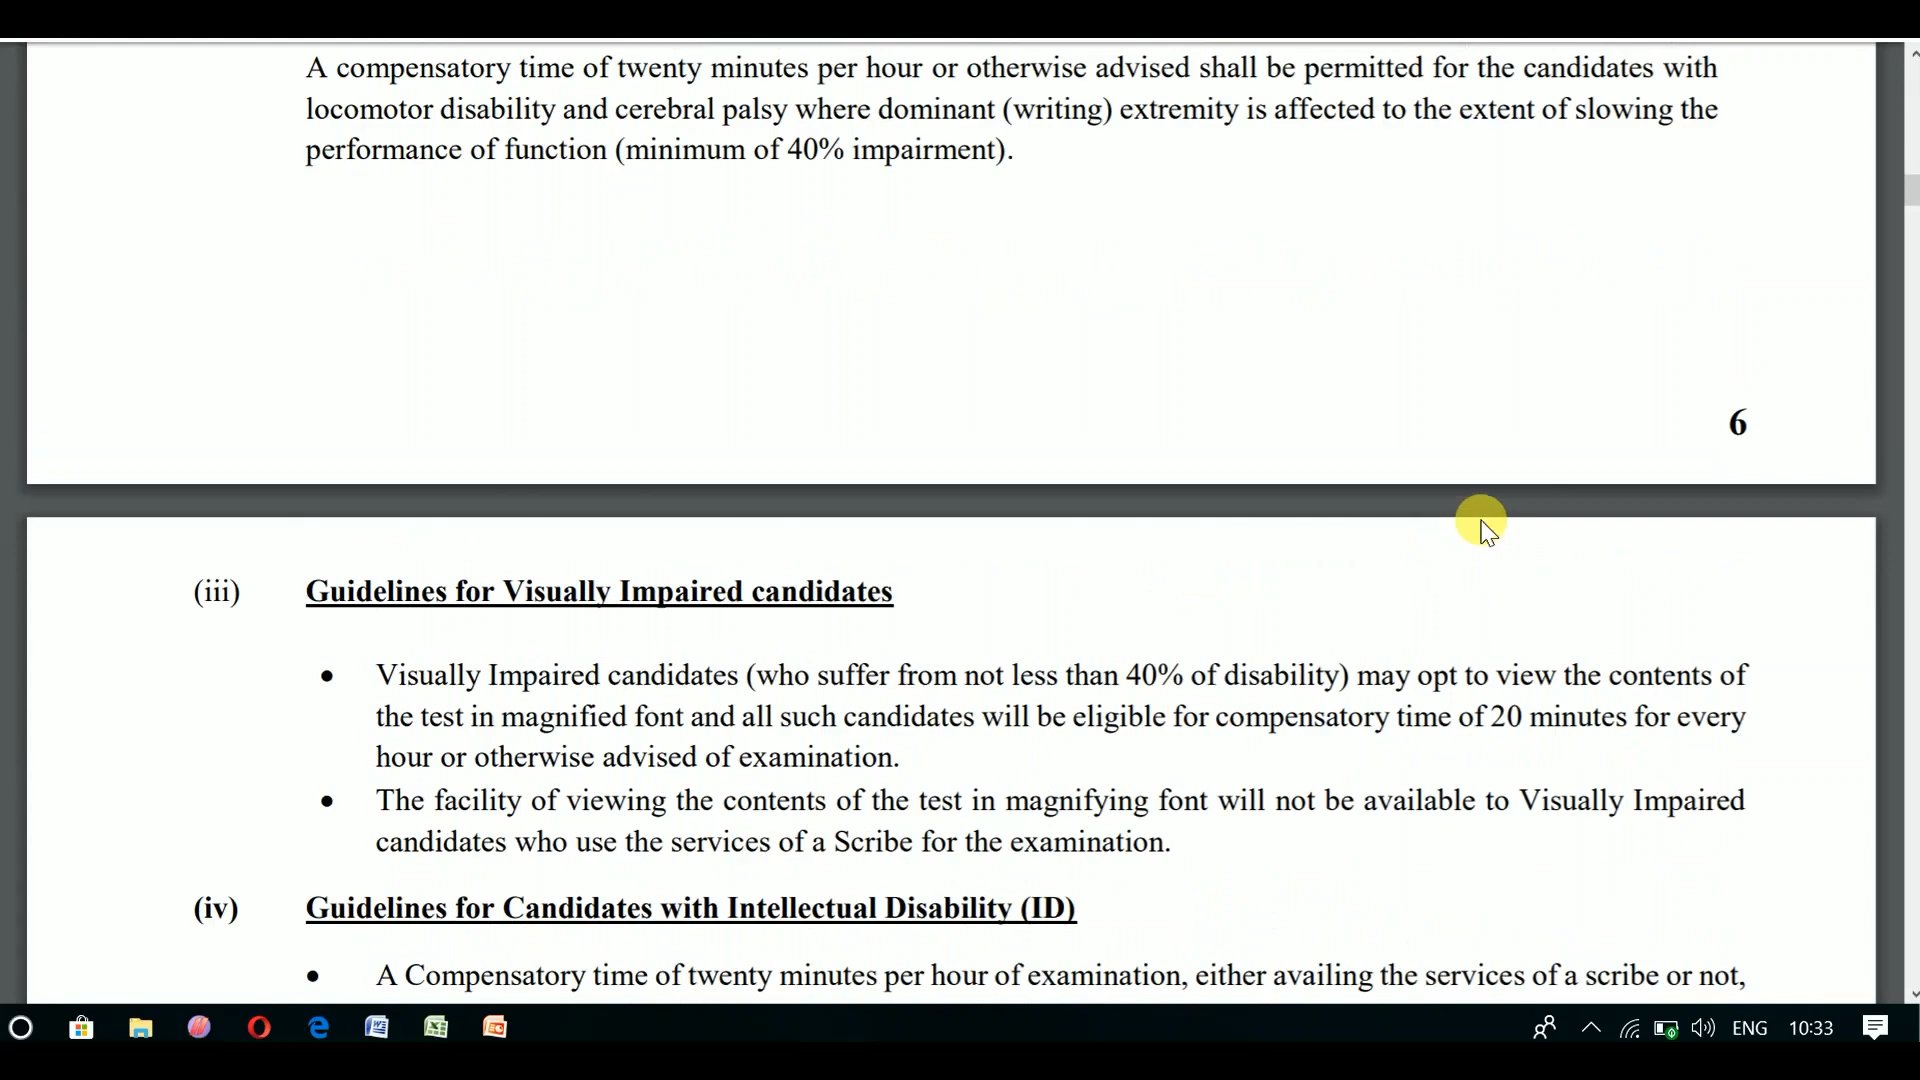 A compensatory time of twenty minutes per hour or otherwise advised shall be permitted for the candidates with
locomotor disability and cerebral palsy where dominant (writing) extremity is affected to the extent of slowing the
performance of function (minimum of 40% impairment).
6
(iii) Guidelines for Visually Impaired candidates
• Visually Impaired candidates (who suffer from not less than 40% of disability) may opt to view the contents of
the test in magnified font and all such candidates will be eligible for compensatory time of 20 minutes for every
hour or otherwise advised of examination.
• The facility of viewing the contents of the test in magnifying font will not be available to Visually Impaired
candidates who use the services of a Scribe for the examination.
(iv) Guidelines for Candidates with Intellectual Disability (ID)
• A Compensatory time of twenty minutes per hour of examination, either availing the services of a scribe or not,
ENG 10:33